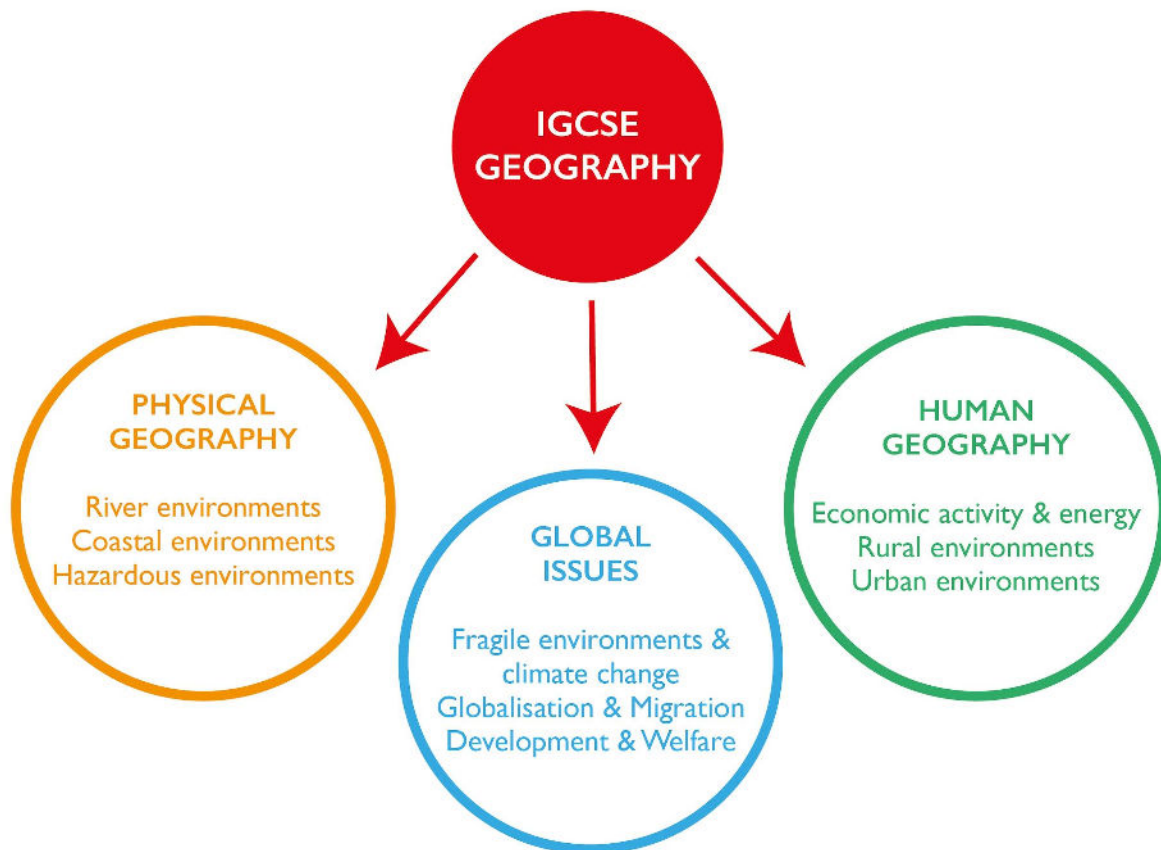 IGCSE
GEOGRAPHY
PHYSICAL
GEOGRAPHY
River environments
Coastal environments
Hazardous environments
GLOBAL
ISSUES
Fragile environments &
climate change
Globalisation & Migration
Development & Welfare
HUMAN
GEOGRAPHY
Economic activity & energy
Rural environments
Urban environments